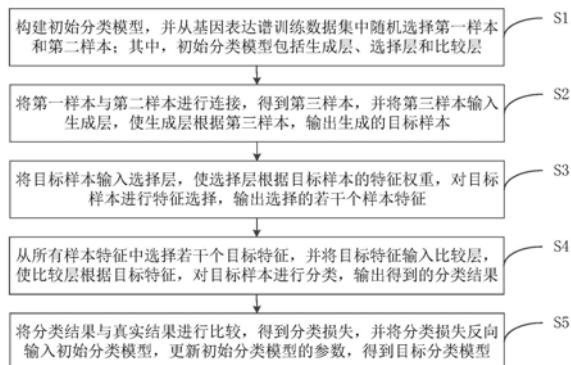 构建初始分类模型，并从基因表达谱训练数据集中随机选择第一样本
和第二样本；其中，初始分类模型包括生成层、选择层和比较层
S1
将第一样本与第二样本进行连接，得到第三样本，并将第三样本输入
生成层，使生成层根据第三样本，输出生成的目标样本
S2
将目标样本输入选择层，使选择层根据目标样本的特征权重，对目标
样本进行特征选择，输出选择的若干个样本特征
S3
从所有样本特征中选择若干个目标特征，并将目标特征输入比较层，
使比较层根据目标特征，对目标样本进行分类，输出得到的分类结果
S4
将分类结果与真实结果进行比较，得到分类损失，并将分类损失反向
输入初始分类模型，更新初始分类模型的参数，得到目标分类模型
S5